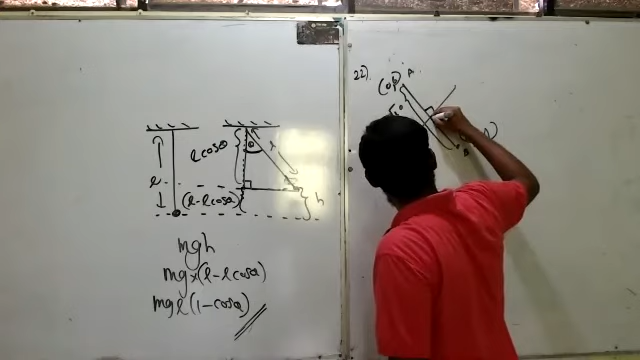 l cosθ
θ
l
l
(l-l cosθ)
h
mgh
mg×(l-l cosθ)
mgl(1-cosθ)
22).
A
B